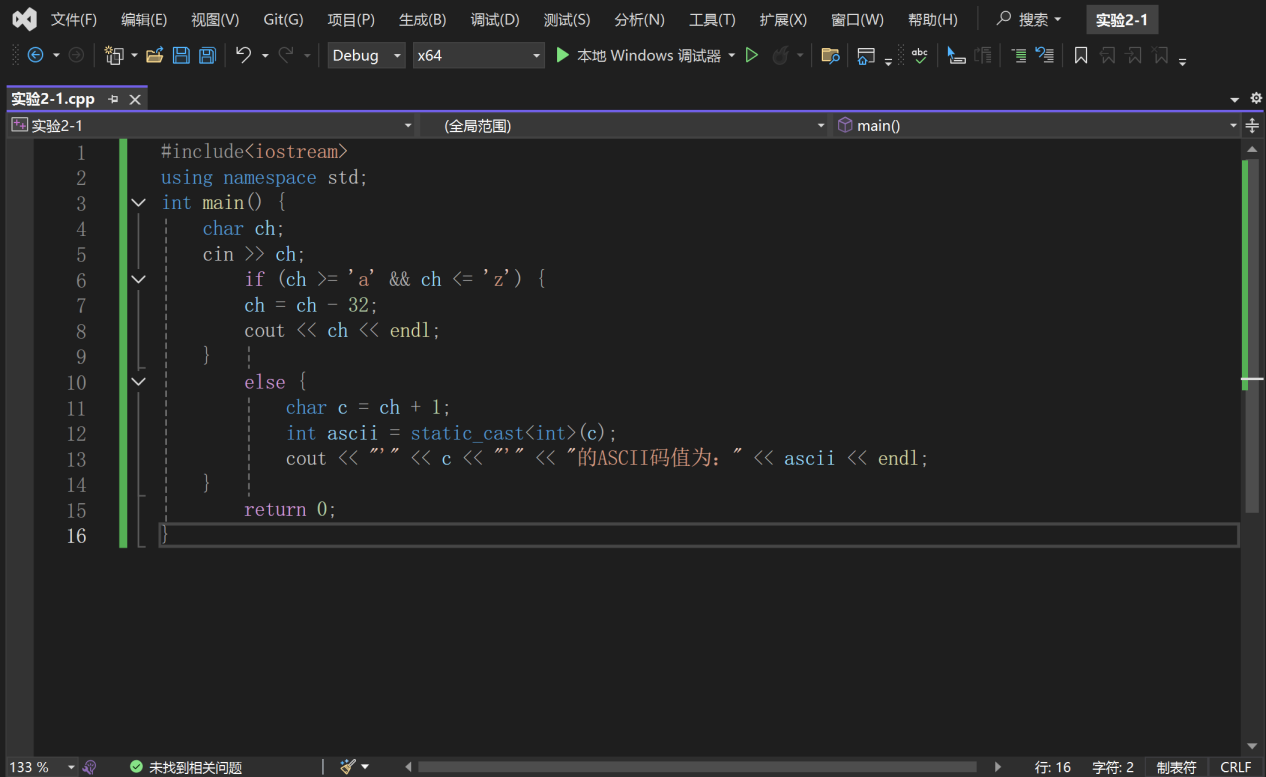 文件(F) 编辑(E) 视图(V) Git(G) 项目(P) 生成(B) 调试(D) 测试(S) 分析(N) 工具(T) 扩展(X) 窗口(W) 帮助(H) 搜索 实验2-1
Debug x64 本地 Windows 调试器 abc
实验2-1.cpp
实验2-1 (全局范围) main()
1 #include<iostream>
2 using namespace std;
3 int main() {
4 char ch;
5 cin >> ch;
6 if (ch >= 'a' && ch <= 'z') {
7 ch = ch - 32;
8 cout << ch << endl;
9 }
10 else {
11 char c = ch + 1;
12 int ascii = static_cast<int>(c);
13 cout << "'" << c << "'" << "的ASCII码值为：" << ascii << endl;
14 }
15 return 0;
16 }
133 % 未找到相关问题 行: 16 字符: 2 制表符 CRLF